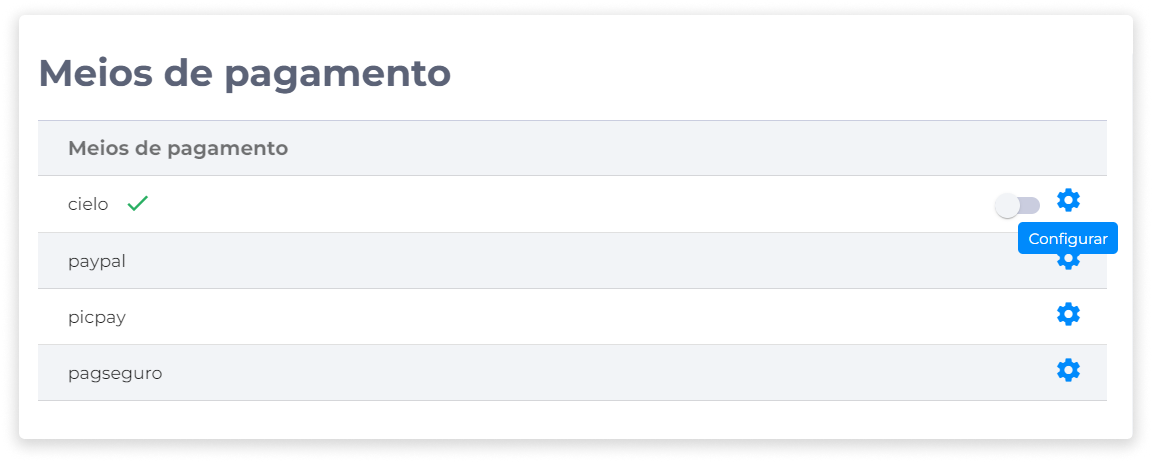 Meios de pagamento
Meios de pagamento
cielo
Configurar
paypal
picpay
pagseguro